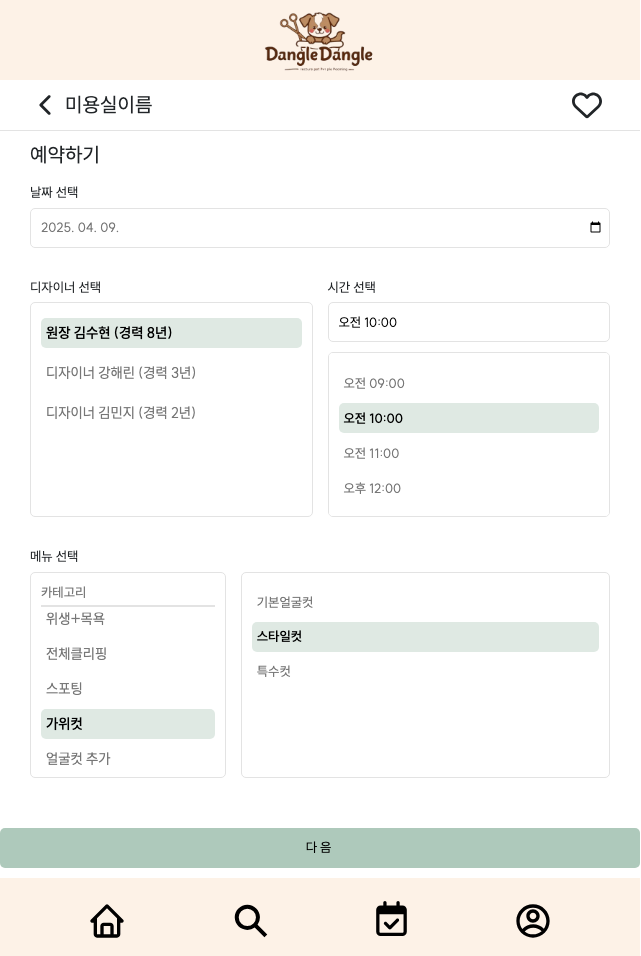 DangleDangle
미용실이름
예약하기
날짜 선택
2025. 04. 09.
디자이너 선택
원장 김수현 (경력 8년)
디자이너 강해린 (경력 3년)
디자이너 김민지 (경력 2년)
시간 선택
오전 10:00
오전 09:00
오전 10:00
오전 11:00
오후 12:00
메뉴 선택
카테고리
위생+목욕
전체클리핑
스포팅
가위컷
얼굴컷 추가
기본얼굴컷
스타일컷
특수컷
다 음